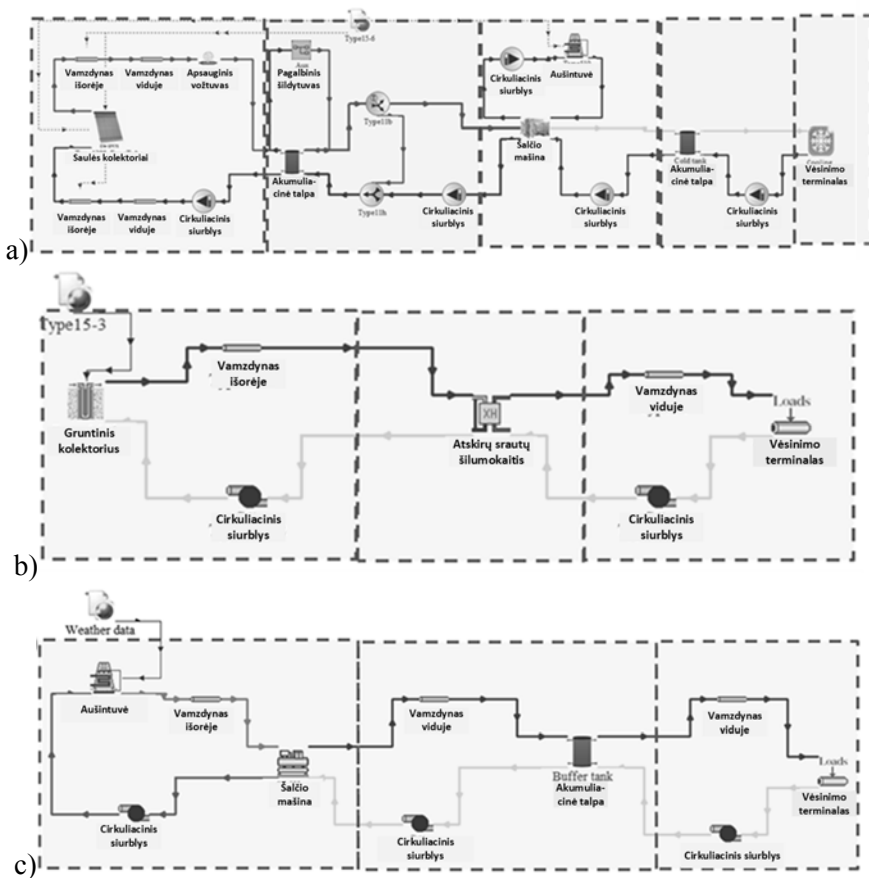 Type15-6
Vamzdynas
išorėje
Vamzdynas
viduje
Apsauginis
vožtuvas
Pagalbinis
šildytuvas
Cirkuliacinis
siurblys
Aušintuvė
Type11b
Saulės kolektoriai
Akumulia-
cinė talpa
Šalčio
mašina
Cold tank
Akumulia-
cinė talpa
Cooling
Vėsinimo
terminalas
Vamzdynas
išorėje
Vamzdynas
viduje
Cirkuliacinis
siurblys
Type11h
Cirkuliacinis
siurblys
Cirkuliacinis
siurblys
Cirkuliacinis
siurblys
a)
Type15-3
Vamzdynas
išorėje
Vamzdynas
viduje
Loads
Gruntinis
kolektorius
XH
Atskirų srautų
šilumokaitis
Vėsinimo
terminalas
Cirkuliacinis
siurblys
Cirkuliacinis
siurblys
b)
Weather data
Aušintuvė
Vamzdynas
išorėje
Vamzdynas
viduje
Vamzdynas
viduje
Šalčio
mašina
Buffer tank
Akumulia-
cinė talpa
Loads
Vėsinimo
terminalas
Cirkuliacinis
siurblys
Cirkuliacinis
siurblys
Cirkuliacinis siurblys
c)